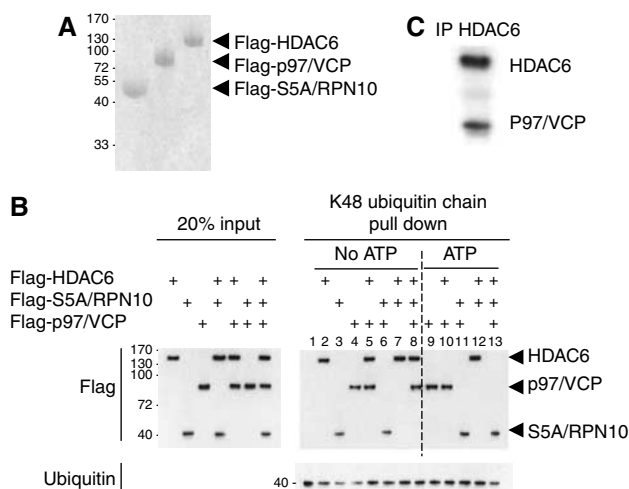 A
170
130
100
72
55
40
33
Flag-HDAC6
Flag-p97/VCP
Flag-S5A/RPN10
C
IP HDAC6
HDAC6
P97/VCP
B
20% input
K48 ubiquitin chain
pull down
No ATP
ATP
Flag-HDAC6 + + + + + + + + + + +
Flag-S5A/RPN10 + + + + + + + + + + +
Flag-p97/VCP + + + + + + + + + + + +
1 2 3 4 5 6 7 8 9 10 11 12 13
Flag
170
130
100
72
40
HDAC6
p97/VCP
S5A/RPN10
Ubiquitin
40